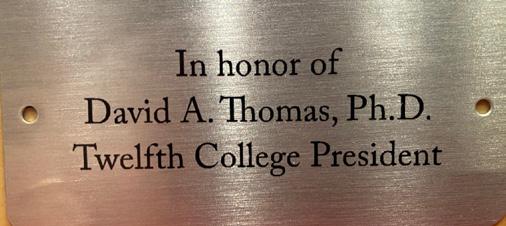 In honor of
David A. Thomas, Ph.D.
Twelfth College President